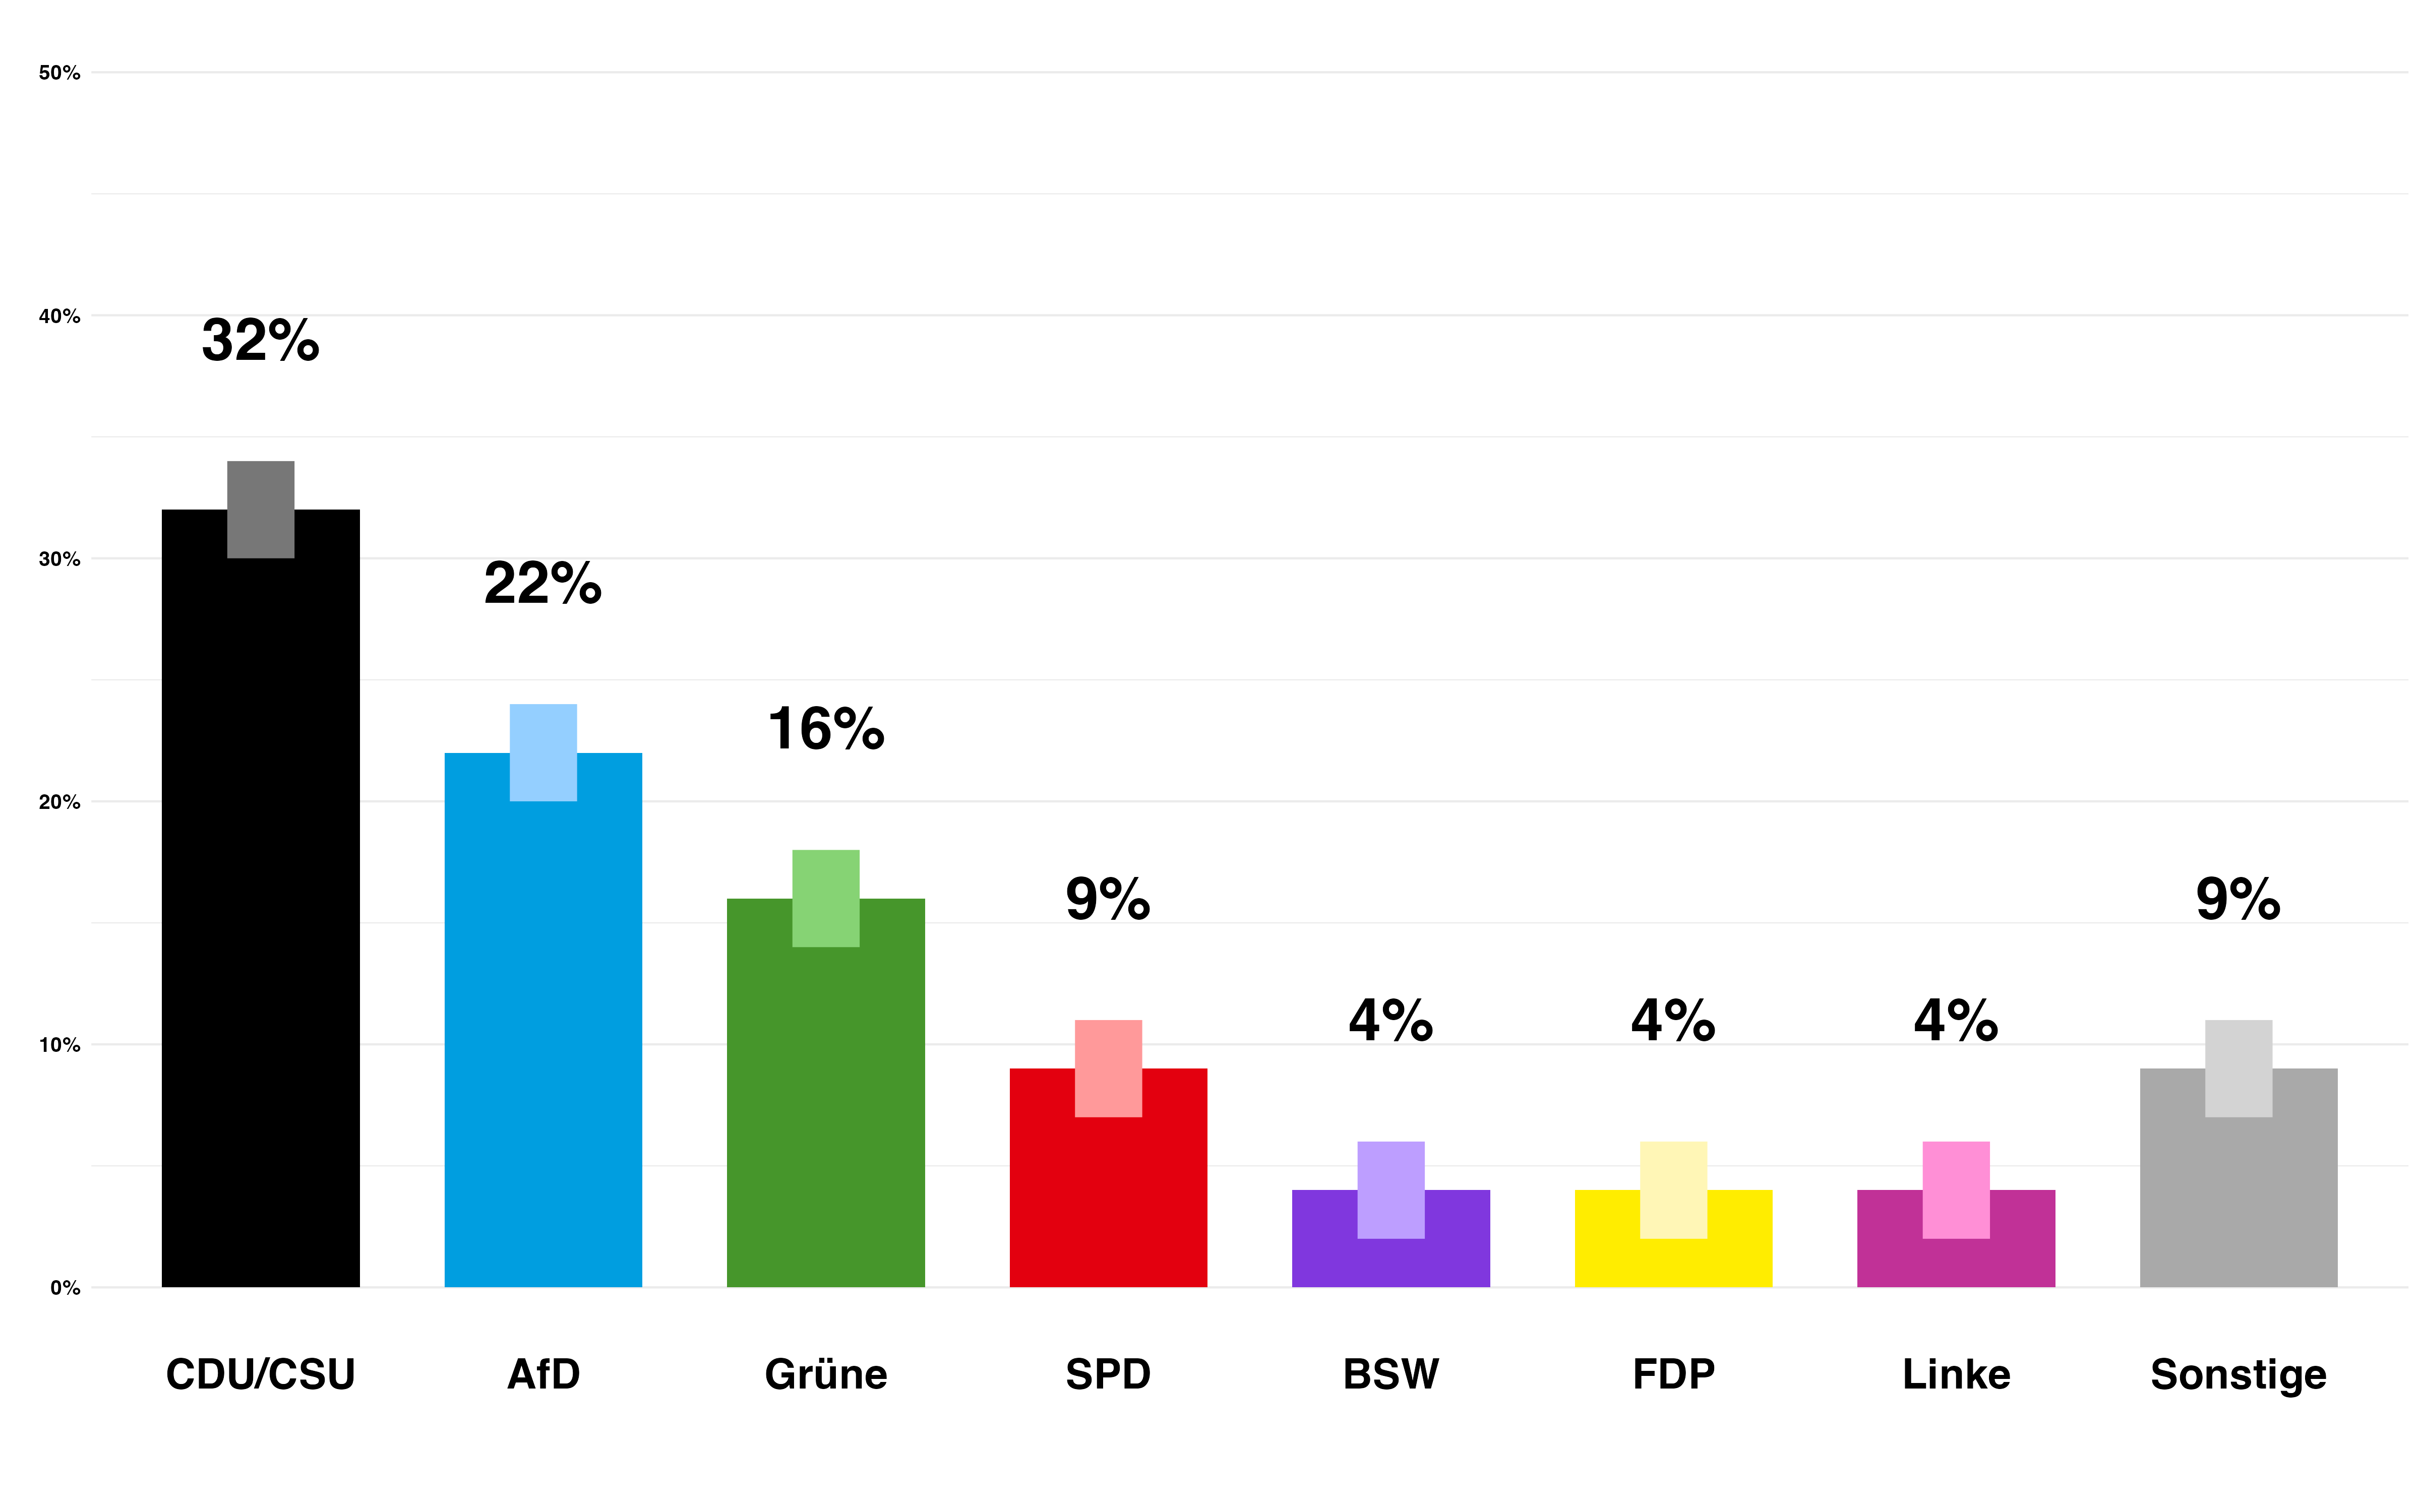 50%
40%
30%
20%
10%
0%
32%
22%
16%
9%
4%
4%
4%
9%
CDU/CSU
AfD
Grüne
SPD
BSW
FDP
Linke
Sonstige